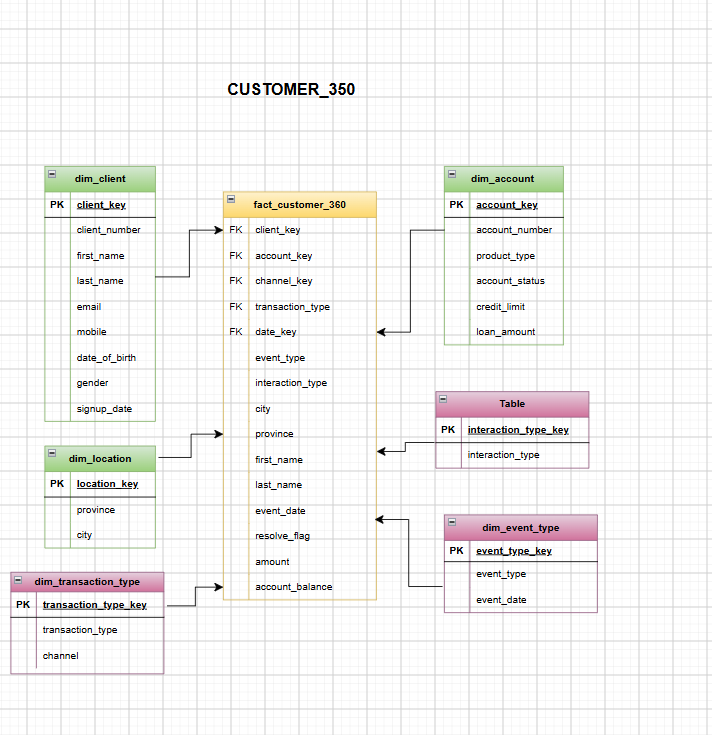 CUSTOMER_350
dim_client
PK client_key
client_number
first_name
last_name
email
mobile
date_of_birth
gender
signup_date
dim_location
PK location_key
province
city
dim_transaction_type
PK transaction_type_key
transaction_type
channel
fact_customer_360
FK client_key
FK account_key
FK channel_key
FK transaction_type
FK date_key
event_type
interaction_type
city
province
first_name
last_name
event_date
resolve_flag
amount
account_balance
dim_account
PK account_key
account_number
product_type
account_status
credit_limit
loan_amount
Table
PK interaction_type_key
interaction_type
dim_event_type
PK event_type_key
event_type
event_date